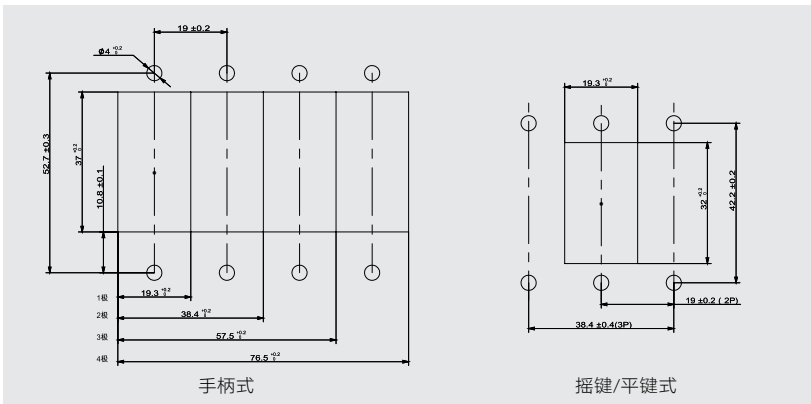 19 ±0.2
ø4 +0.2 0
52.7 ±0.3
37 +0.2 0
10.8 ±0.1
1极 19.3 +0.2 0
2极 38.4 +0.2 0
3极 57.5 +0.2 0
4极 76.5 +0.2 0
手柄式
19.3 +0.2 0
32 +0.2 0
42.2 ±0.2
19 ±0.2 ( 2P)
38.4 ±0.4(3P)
摇键/平键式